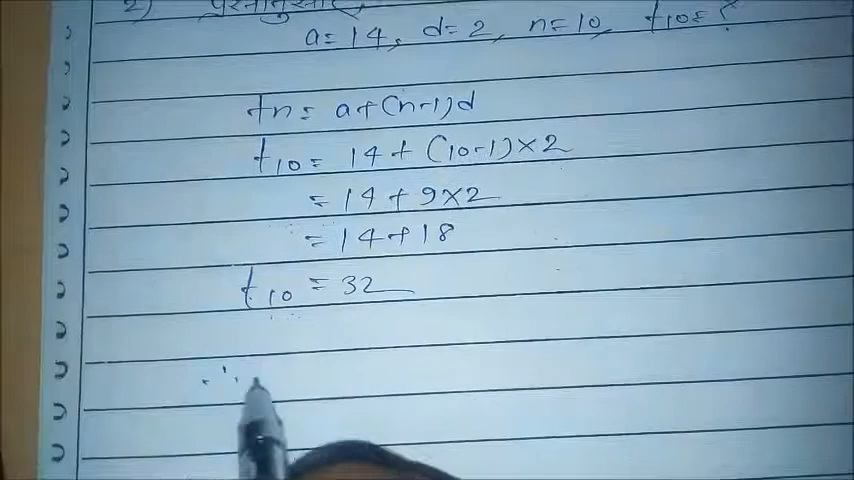 2) प्रश्नानुसार,
a = 14, d = 2, n = 10, t10 = ?
tn = a + (n-1)d
t10 = 14 + (10-1) × 2
= 14 + 9 × 2
= 14 + 18
t10 = 32
∴